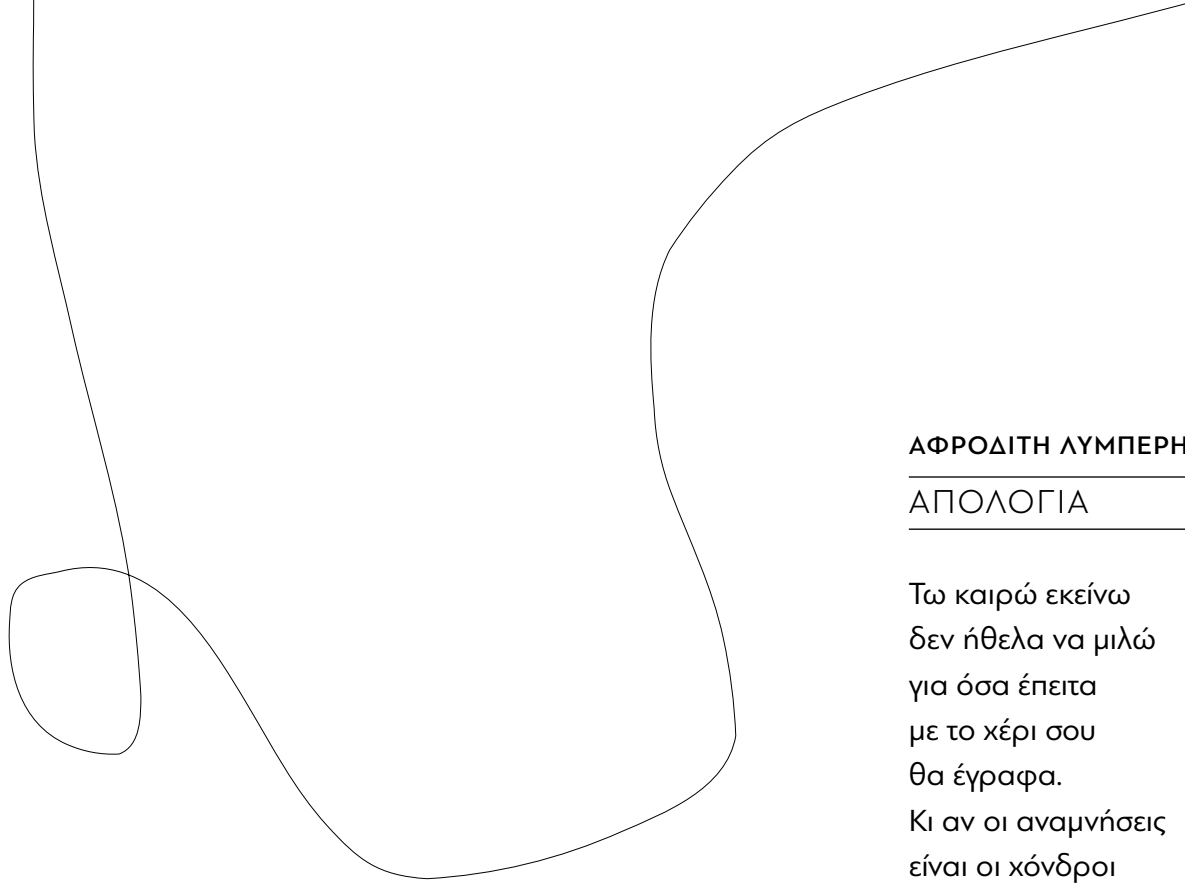 ΑΦΡΟΔΙΤΗ ΛΥΜΠΕΡΗ
ΑΠΟΛΟΓΙΑ
Τω καιρώ εκείνω
δεν ήθελα να μιλώ
για όσα έπειτα
με το χέρι σου
θα έγραφα.
Κι αν οι αναμνήσεις
είναι οι χόνδροι